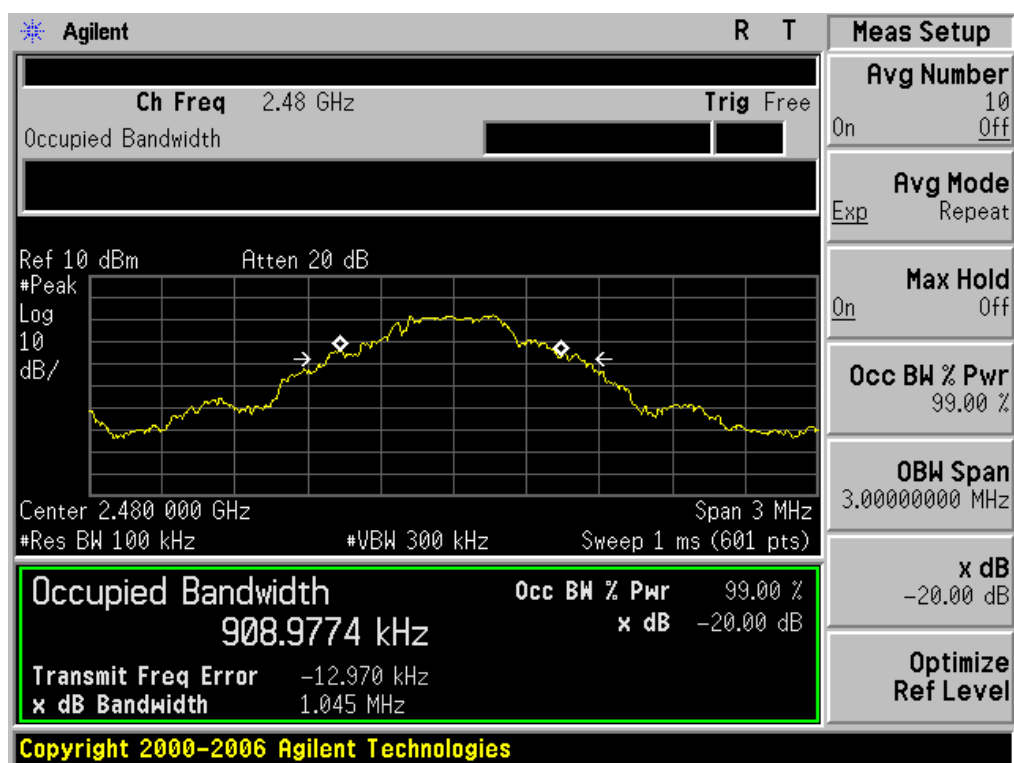 Agilent R T
Ch Freq 2.48 GHz Trig Free
Occupied Bandwidth
Ref 10 dBm Atten 20 dB
#Peak
Log
10
dB/
Center 2.480 000 GHz Span 3 MHz
#Res BW 100 kHz #VBW 300 kHz Sweep 1 ms (601 pts)
Occupied Bandwidth Occ BW % Pwr 99.00 %
908.9774 kHz x dB -20.00 dB
Transmit Freq Error -12.970 kHz
x dB Bandwidth 1.045 MHz
Copyright 2000-2006 Agilent Technologies
Meas Setup
Avg Number
10
On Off
Avg Mode
Exp Repeat
Max Hold
On Off
Occ BW % Pwr
99.00 %
OBW Span
3.00000000 MHz
x dB
-20.00 dB
Optimize
Ref Level